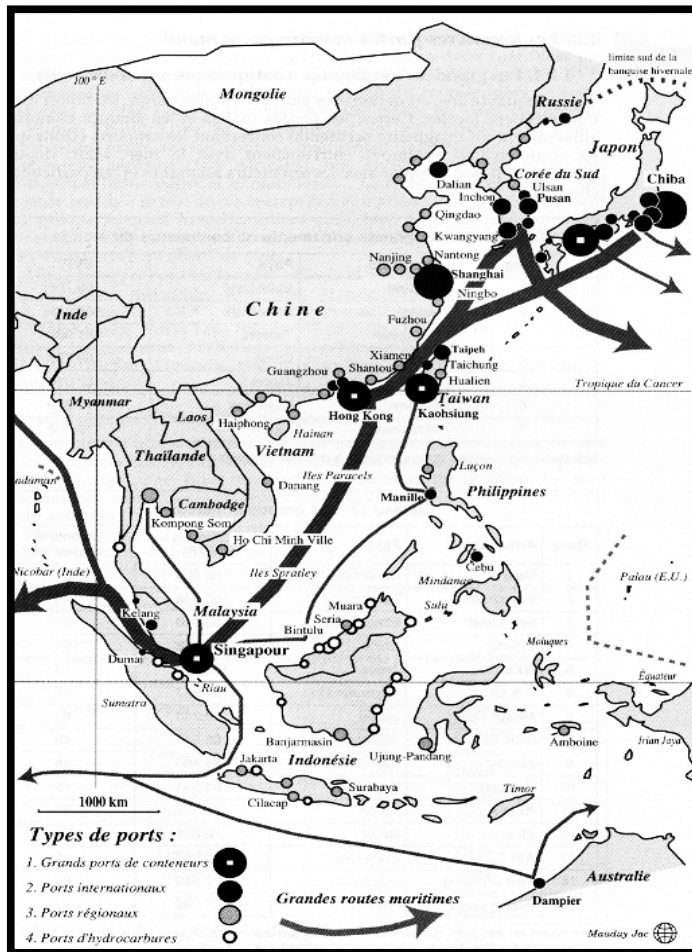 limite sud de la
banquise hivernale
100° E
Mongolie
Russie
Japon
Corée du Sud
Chiba
Dalian
Inchon
Ulsan
Pusan
Qingdao
Kwangyang
Nantong
Nanjing
Shanghai
Ningbo
Chine
Inde
Fuzhou
Xiamen
Taipeh
Guangzhou
Shantou
Taichung
Hualien
Tropique du Cancer
Myanmar
Taiwan
Laos
Hong Kong
Kaohsiung
Haiphong
Hainan
Vietnam
Thaïlande
Luçon
Iles Paracels
Danang
Philippines
Cambodge
Manille
Kompong Som
Ho Chi Minh Ville
Cebu
Nicobar (Inde)
Iles Spratley
Mindanao
Palau (E.U.)
Muara
Sulu
Malaysia
Seria
Kelang
Bintulu
Singapour
Moluques
Dumai
Équateur
Riau
Sumatra
Irian Jaya
Banjarmasin
Amboine
Jakarta
Indonésie
Ujung-Pandang
Surabaya
Timor
1000 km
Cilacap
Types de ports :
1. Grands ports de conteneurs
2. Ports internationaux
Australie
3. Ports régionaux
Grandes routes maritimes
Dampier
4. Ports d'hydrocarbures
Mauduy Jac